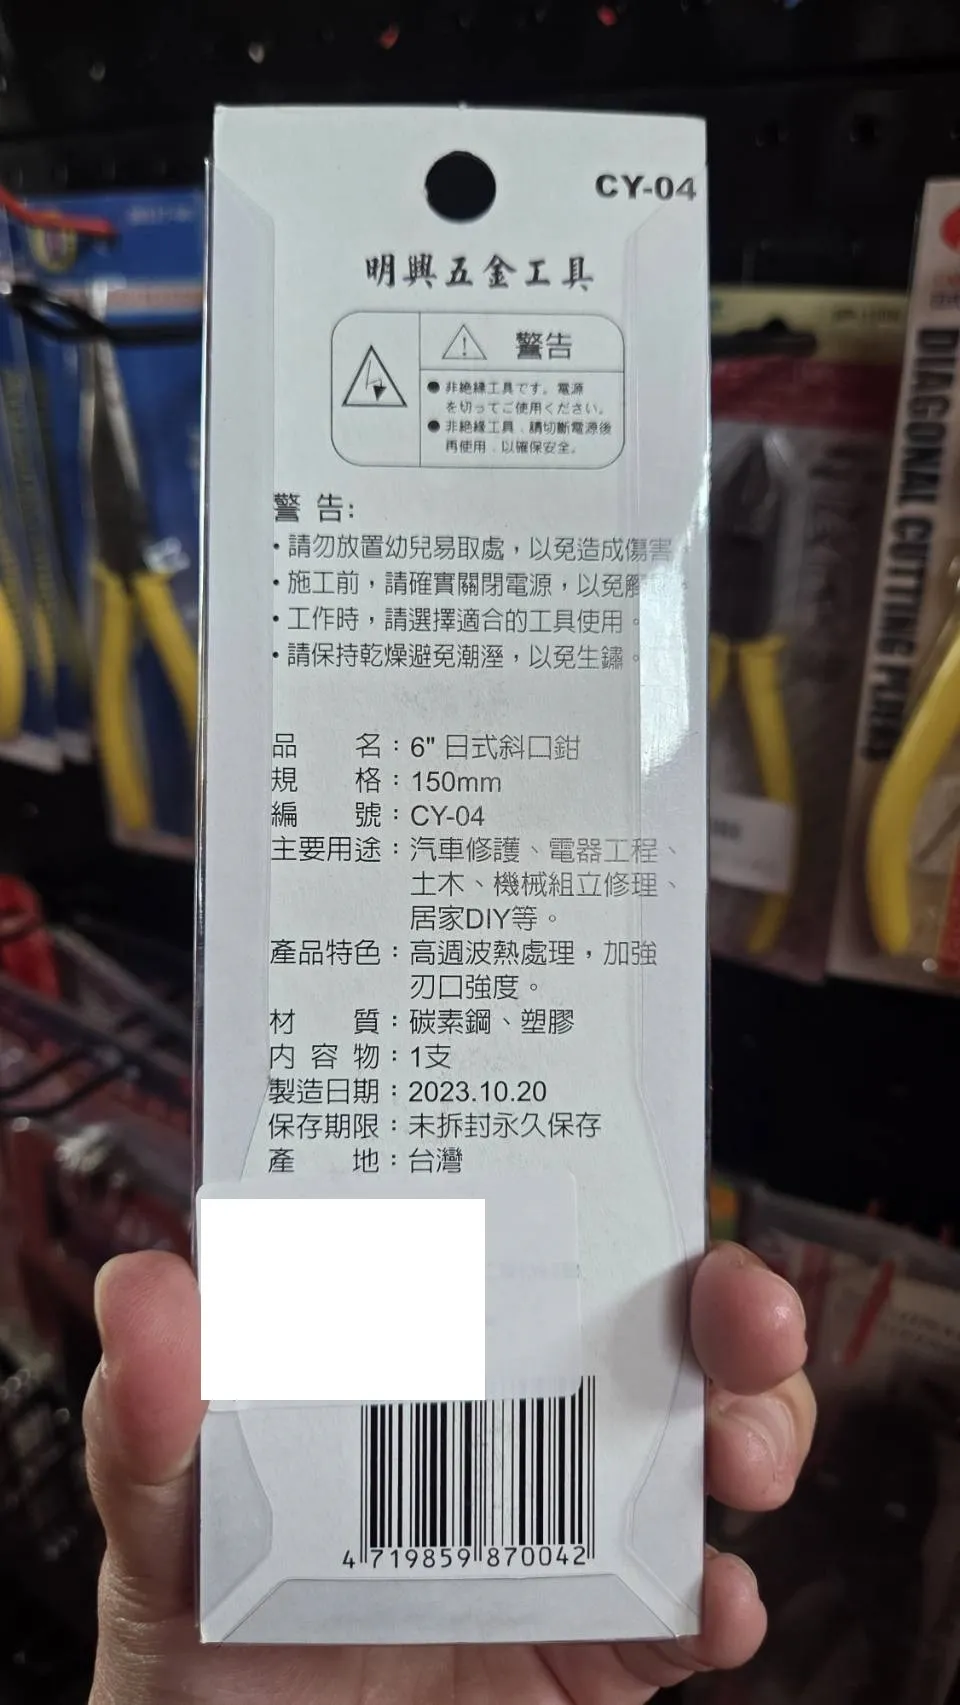 CY-04
明興五金工具
警告
●非絶縁工具です。電源
を切ってご使用ください。
●非絕緣工具﹑請切斷電源後
再使用﹑以確保安全。
警告:
・請勿放置幼兒易取處，以免造成傷害
・施工前，請確實關閉電源，以免觸
・工作時，請選擇適合的工具使用。
・請保持乾燥避免潮溼，以免生鏽。
品名：6" 日式斜口鉗
規格：150mm
編號：CY-04
主要用途：汽車修護、電器工程、
土木、機械組立修理、
居家DIY等。
產品特色：高週波熱處理，加強
刃口強度。
材質：碳素鋼、塑膠
內容物：1支
製造日期：2023.10.20
保存期限：未拆封永久保存
產地：台灣
4 719859 870042
DIAGONAL CUTTING PLIERS